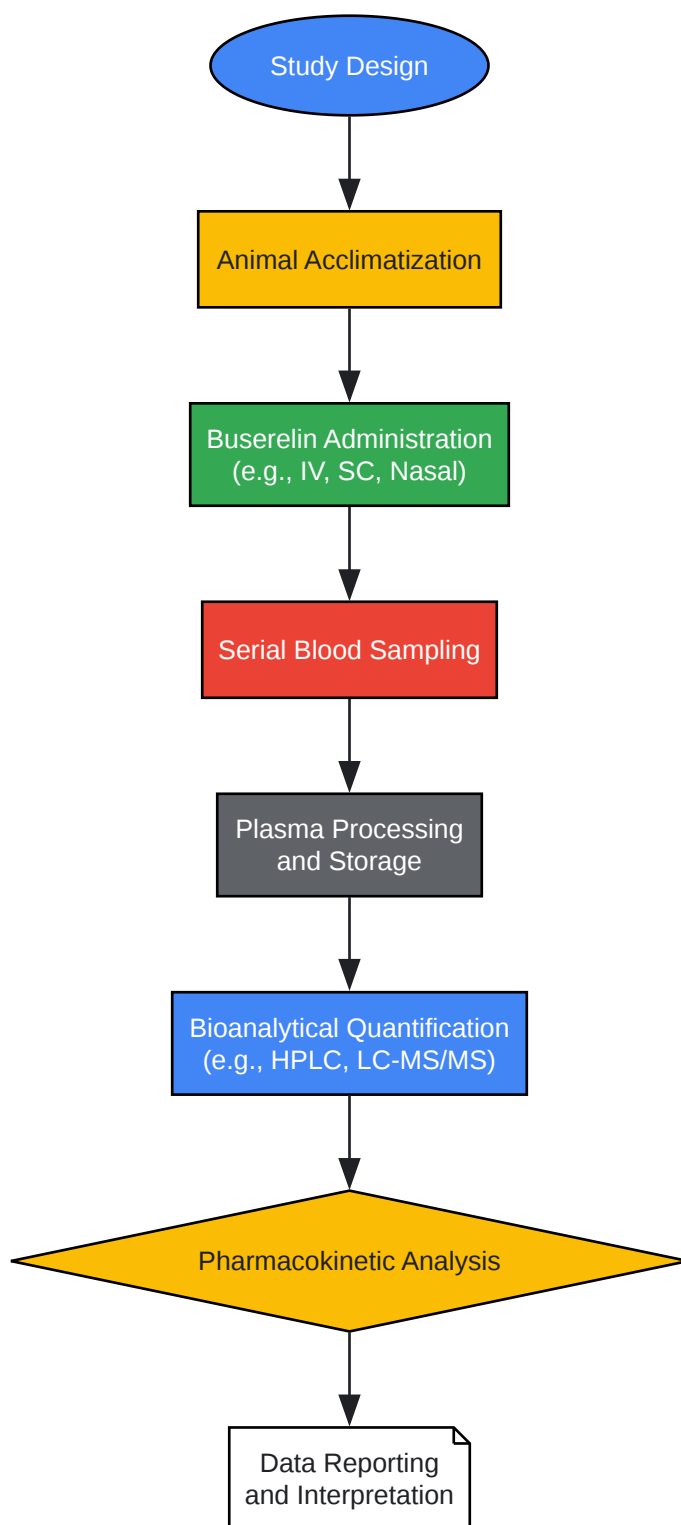 Study Design
Animal Acclimatization
Buserelin Administration
(e.g., IV, SC, Nasal)
Serial Blood Sampling
Plasma Processing
and Storage
Bioanalytical Quantification
(e.g., HPLC, LC-MS/MS)
Pharmacokinetic Analysis
Data Reporting
and Interpretation